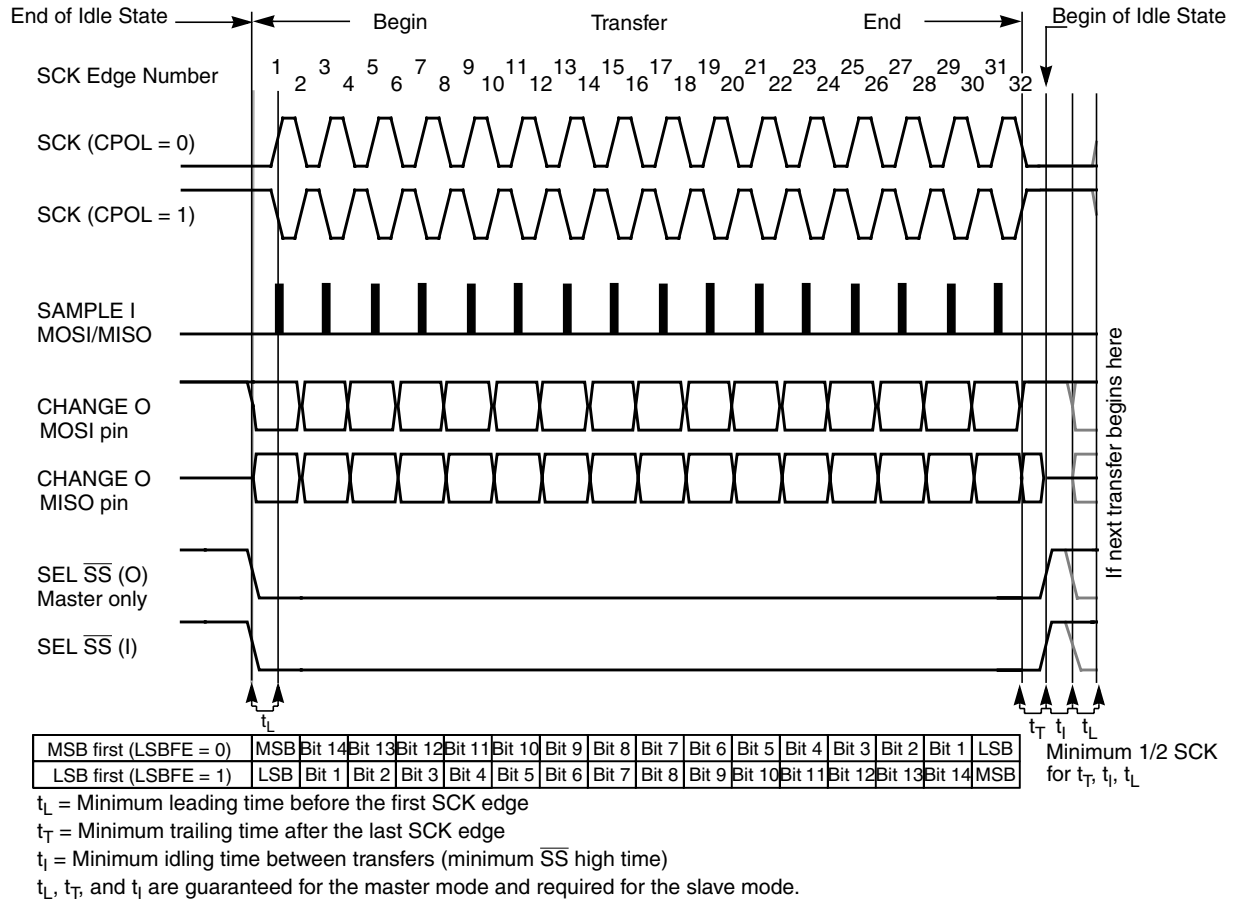 End of Idle State
Begin
Transfer
End
Begin of Idle State
SCK Edge Number
1 2 3 4 5 6 7 8 9 10 11 12 13 14 15 16 17 18 19 20 21 22 23 24 25 26 27 28 29 30 31 32
SCK (CPOL = 0)
SCK (CPOL = 1)
SAMPLE I
MOSI/MISO
CHANGE O
MOSI pin
CHANGE O
MISO pin
SEL S̅S̅ (O)
Master only
SEL S̅S̅ (I)
If next transfer begins here
tL
tT tI tL
MSB first (LSBFE = 0) MSB Bit 14 Bit 13 Bit 12 Bit 11 Bit 10 Bit 9 Bit 8 Bit 7 Bit 6 Bit 5 Bit 4 Bit 3 Bit 2 Bit 1 LSB
LSB first (LSBFE = 1) LSB Bit 1 Bit 2 Bit 3 Bit 4 Bit 5 Bit 6 Bit 7 Bit 8 Bit 9 Bit 10 Bit 11 Bit 12 Bit 13 Bit 14 MSB
Minimum 1/2 SCK
for tT, tI, tL
tL = Minimum leading time before the first SCK edge
tT = Minimum trailing time after the last SCK edge
tI = Minimum idling time between transfers (minimum S̅S̅ high time)
tL, tT, and tI are guaranteed for the master mode and required for the slave mode.